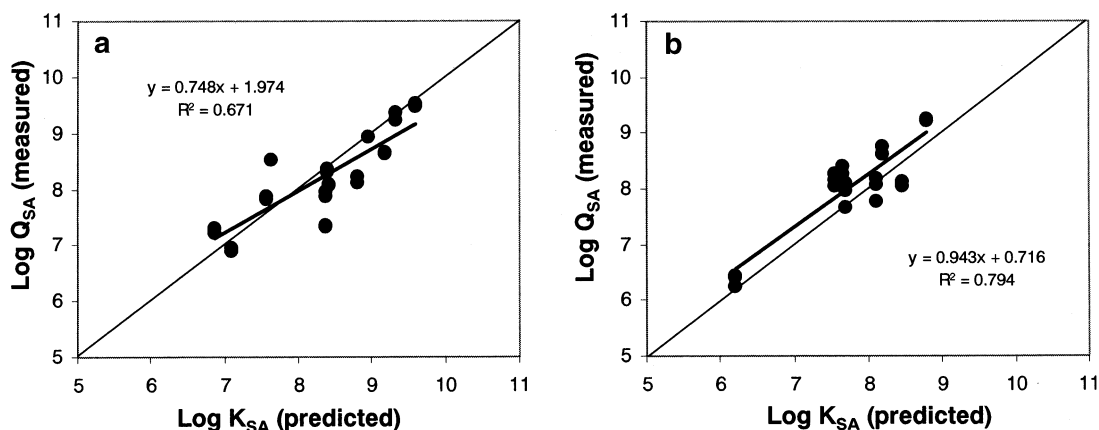 a
y = 0.748x + 1.974
R² = 0.671
11
10
9
8
7
6
5
Log Q_SA (measured)
5 6 7 8 9 10 11
Log K_SA (predicted)
b
y = 0.943x + 0.716
R² = 0.794
11
10
9
8
7
6
5
Log Q_SA (measured)
5 6 7 8 9 10 11
Log K_SA (predicted)